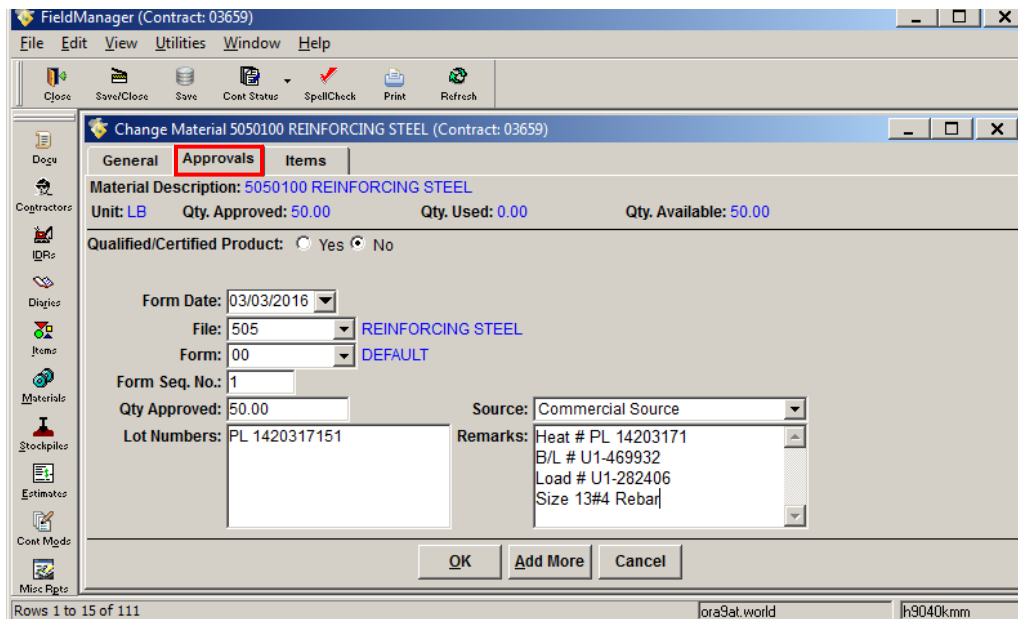 FieldManager (Contract: 03659)
File Edit View Utilities Window Help
Close Save/Close Save Cont Status SpellCheck Print Refresh
Change Material 5050100 REINFORCING STEEL (Contract: 03659)
General Approvals Items
Material Description: 5050100 REINFORCING STEEL
Unit: LB Qty. Approved: 50.00 Qty. Used: 0.00 Qty. Available: 50.00
Qualified/Certified Product: Yes No
Form Date: 03/03/2016
File: 505 REINFORCING STEEL
Form: 00 DEFAULT
Form Seq. No.: 1
Qty Approved: 50.00 Source: Commercial Source
Lot Numbers: PL 1420317151 Remarks: Heat # PL 14203171
B/L # U1-469932
Load # U1-282406
Size 13#4 Rebar
OK Add More Cancel
Docu
Contractors
IDRs
Diaries
Items
Materials
Stockpiles
Estimates
Cont Mods
Misc Rpts
Rows 1 to 15 of 111 ora9at.world h9040kmm